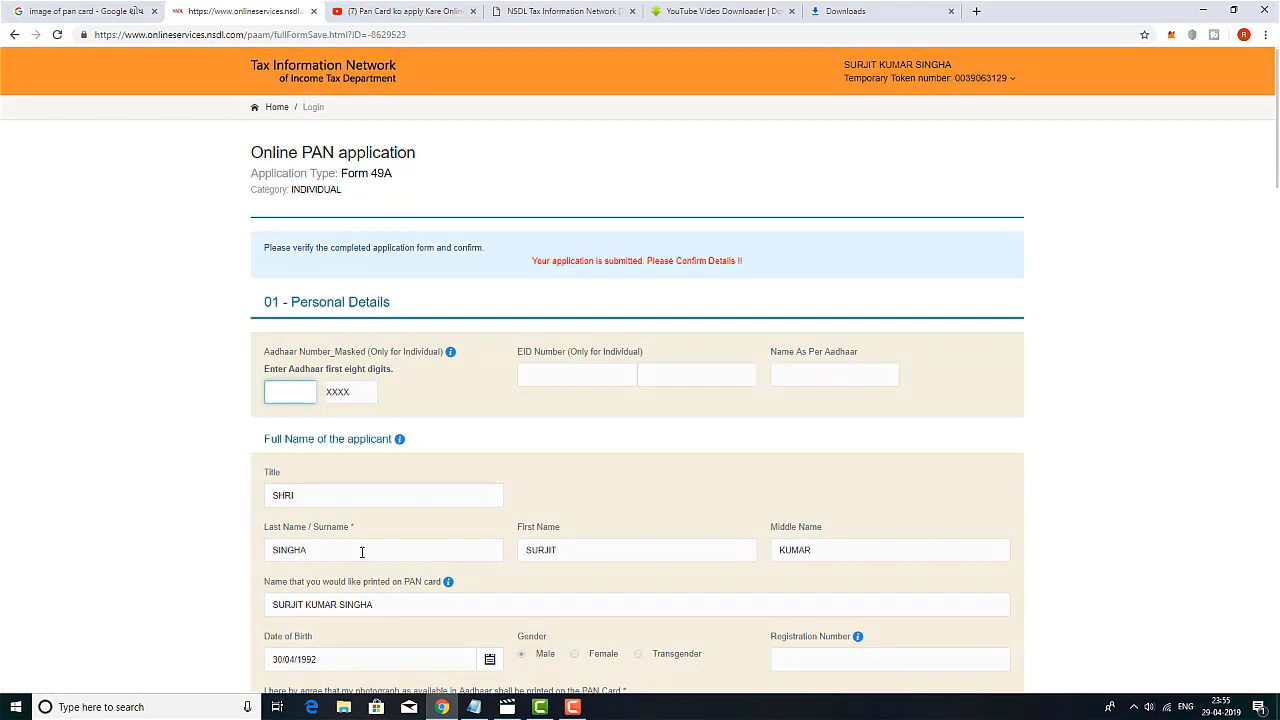 image of pan card - Google
https://www.onlineservices.nsdl.c
(7) Pan Card ko apply Kare Onlin
NSDL Tax Information Network (
YouTube Video Downloader | Do
Downloads
https://www.onlineservices.nsdl.com/paam/fullFormSave.html?ID=-8629523
R
Tax Information Network
of Income Tax Department
SURJIT KUMAR SINGHA
Temporary Token number: 0039063129
Home / Login
Online PAN application
Application Type: Form 49A
Category: INDIVIDUAL
Please verify the completed application form and confirm.
Your application is submitted. Please Confirm Details !!
01 - Personal Details
Aadhaar Number_Masked (Only for Individual)
EID Number (Only for Individual)
Name As Per Aadhaar
Enter Aadhaar first eight digits.
XXXX
Full Name of the applicant
Title
SHRI
Last Name / Surname *
First Name
Middle Name
SINGHA
SURJIT
KUMAR
Name that you would like printed on PAN card
SURJIT KUMAR SINGHA
Date of Birth
Gender
Registration Number
30/04/1992
Male
Female
Transgender
I here by agree that my photograph as available in Aadhaar shall be printed on the PAN Card *
Type here to search
ENG
23:55
29-04-2019